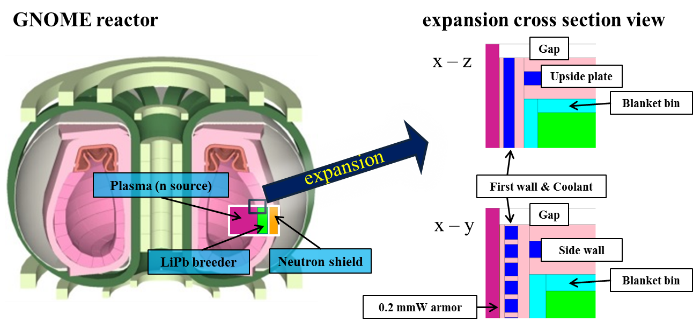 GNOME reactor
expansion cross section view
x – z
Gap
Upside plate
Blanket bin
Plasma (n source)
expansion
First wall & Coolant
x – y
Gap
Side wall
LiPb breeder
Neutron shield
Blanket bin
0.2 mmW armor